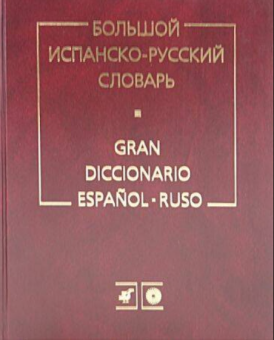 БОЛЬШОЙ
ИСПАНСКО-РУССКИЙ
СЛОВАРЬ
GRAN
DICCIONARIO
ESPAÑOL · RUSO